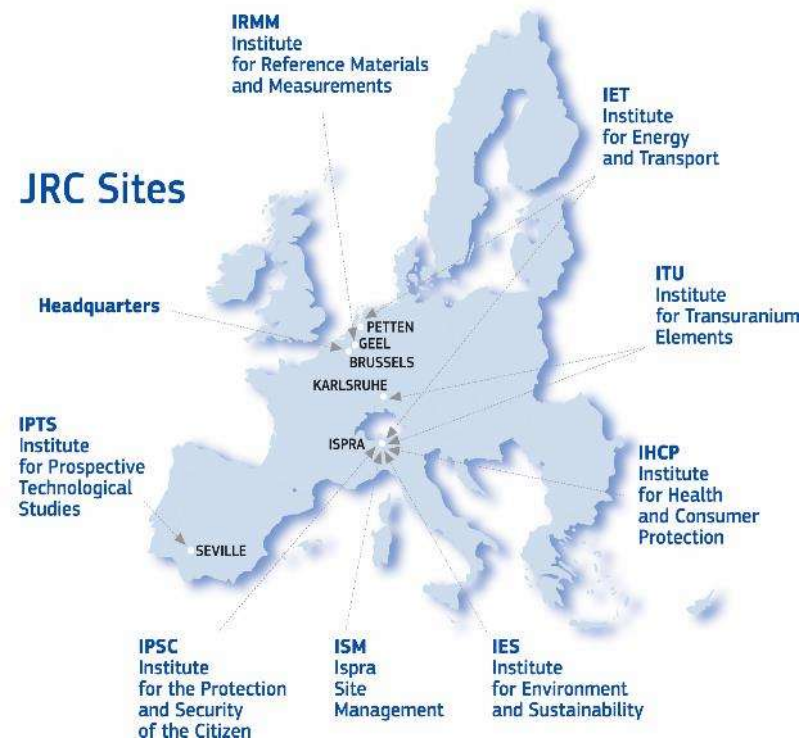 IRMM
Institute
for Reference Materials
and Measurements
IET
Institute
for Energy
and Transport
JRC Sites
ITU
Institute
for Transuranium
Elements
Headquarters
PETTEN
GEEL
BRUSSELS
KARLSRUHE
IPTS
Institute
for Prospective
Technological
Studies
ISPRA
IHCP
Institute
for Health
and Consumer
Protection
SEVILLE
IPSC
Institute
for the Protection
and Security
of the Citizen
ISM
Ispra
Site
Management
IES
Institute
for Environment
and Sustainability